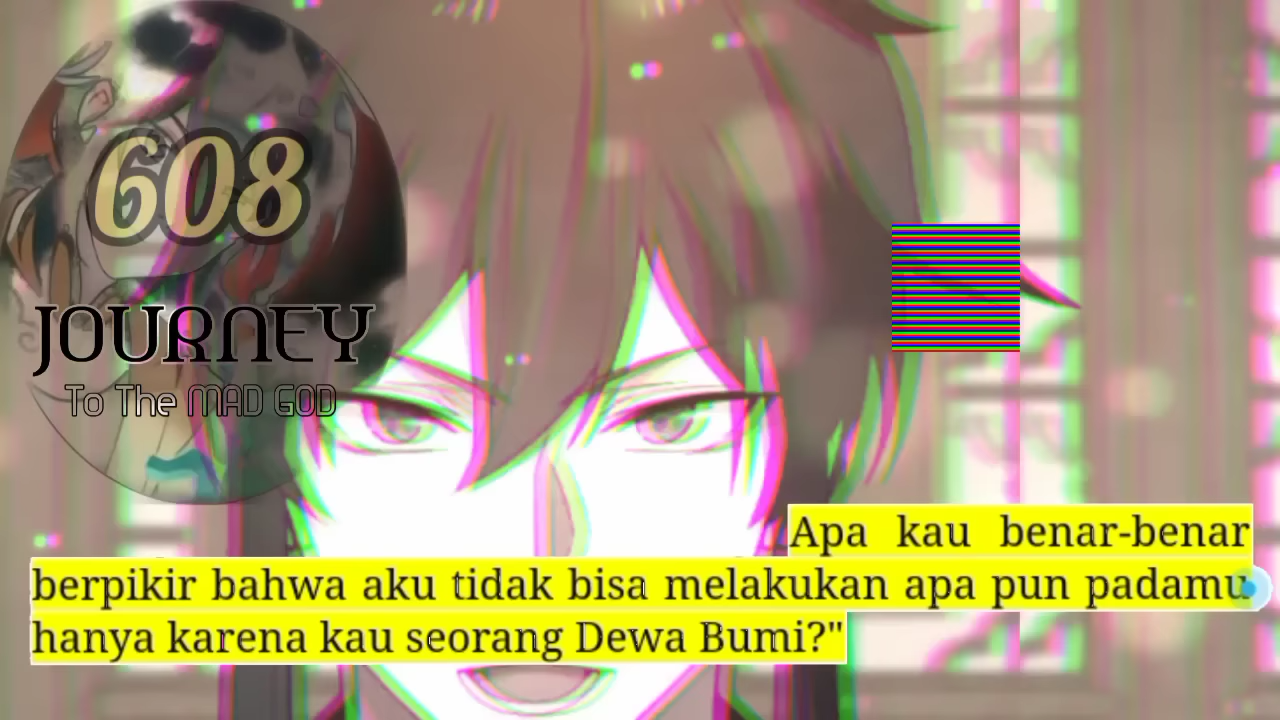 608
JOURNEY
To The MAD GOD
Apa kau benar-benar
berpikir bahwa aku tidak bisa melakukan apa pun padamu
hanya karena kau seorang Dewa Bumi?"